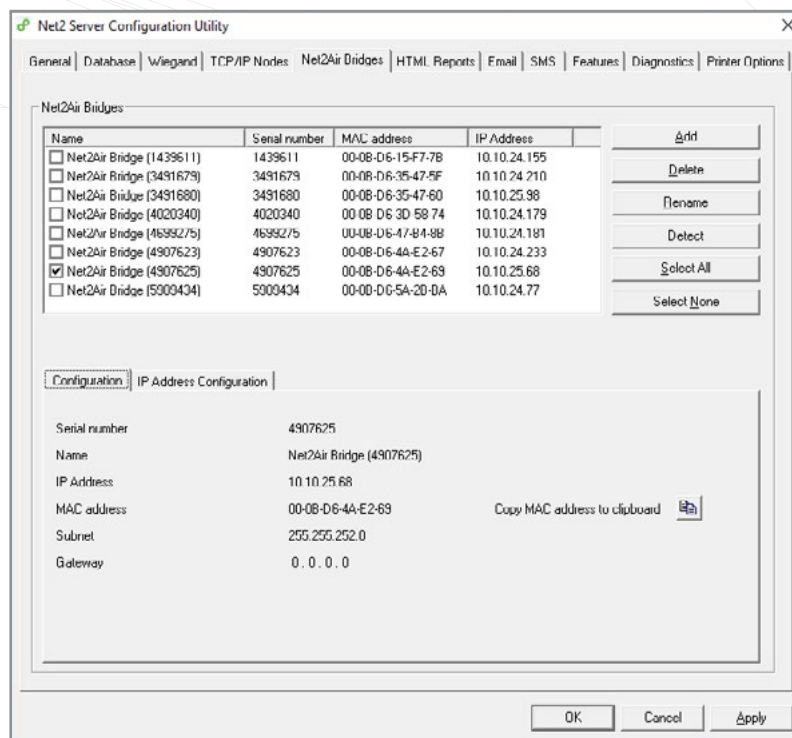 Net2 Server Configuration Utility
General Database Wiegand TCP/IP Nodes Net2Air Bridges HTML Reports Email SMS Features Diagnostics Printer Options
Net2Air Bridges
Name Serial number MAC address IP Address
Net2Air Bridge (1439611) 1439611 00-0B-D6-15-F7-7B 10.10.24.155
Net2Air Bridge (3491679) 3491679 00-0B-D6-35-47-5F 10.10.24.210
Net2Air Bridge (3491680) 3491680 00-0B-D6-35-47-60 10.10.25.98
Net2Air Bridge (4020340) 4020340 00-0B-D6-3D-58-74 10.10.24.179
Net2Air Bridge (4699275) 4699275 00-0B-D6-47-B4-8B 10.10.24.181
Net2Air Bridge (4907623) 4907623 00-0B-D6-4A-E2-67 10.10.24.233
Net2Air Bridge (4907625) 4907625 00-0B-D6-4A-E2-69 10.10.25.68
Net2Air Bridge (5909434) 5909434 00-0B-D6-5A-2B-BA 10.10.24.77
Add
Delete
Rename
Detect
Select All
Select None
Configuration IP Address Configuration
Serial number 4907625
Name Net2Air Bridge (4907625)
IP Address 10.10.25.68
MAC address 00-0B-D6-4A-E2-69 Copy MAC address to clipboard
Subnet 255.255.252.0
Gateway 0 . 0 . 0 . 0
OK Cancel Apply